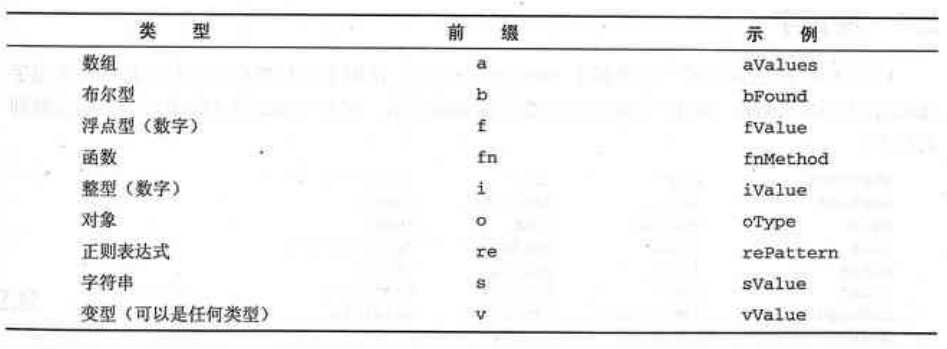 类 型 前 缀 示 例
数组 a aValues
布尔型 b bFound
浮点型（数字） f fValue
函数 fn fnMethod
整型（数字） i iValue
对象 o oType
正则表达式 re rePattern
字符串 s sValue
变型（可以是任何类型） v vValue